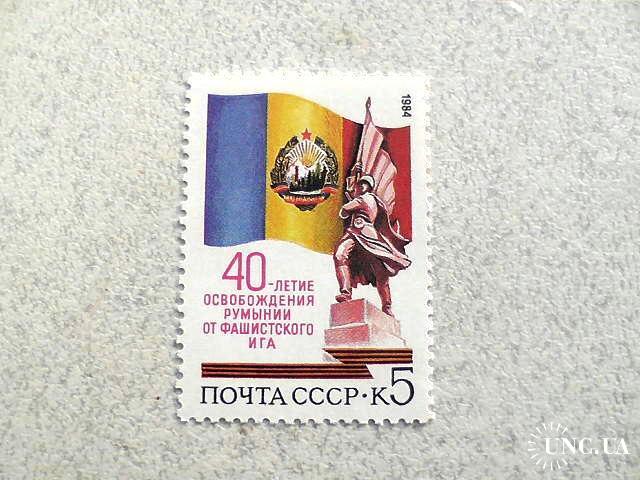 1984
40-ЛЕТИЕ
ОСВОБОЖДЕНИЯ
РУМЫНИИ
ОТ ФАШИСТСКОГО
ИГА
ПОЧТА СССР·К5
UNC.UA